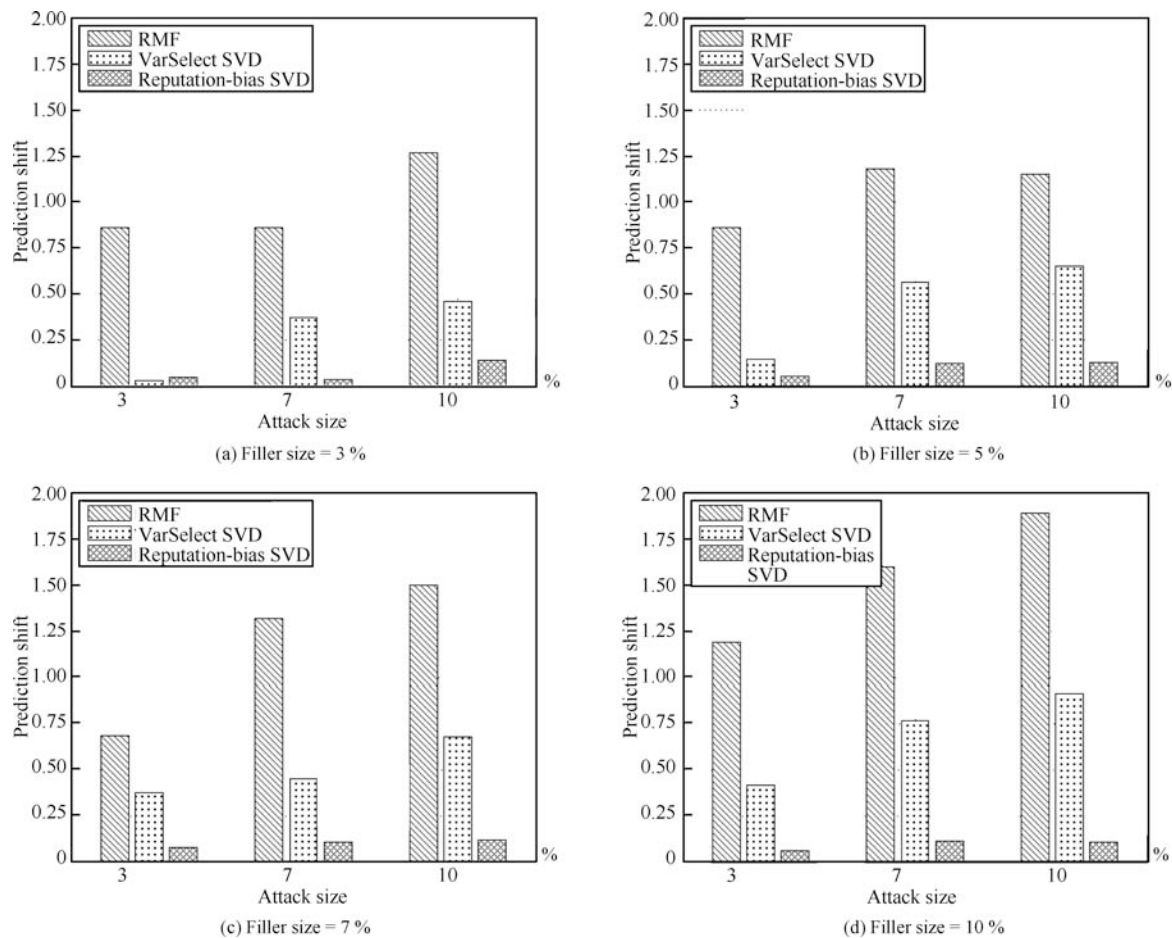 2.00
1.75
1.50
1.25
1.00
0.75
0.50
0.25
0
Prediction shift
RMF
VarSelect SVD
Reputation-bias SVD
3
7
10
%
Attack size
(a) Filler size = 3 %
2.00
1.75
1.50
1.25
1.00
0.75
0.50
0.25
0
Prediction shift
RMF
VarSelect SVD
Reputation-bias SVD
3
7
10
%
Attack size
(b) Filler size = 5 %
2.00
1.75
1.50
1.25
1.00
0.75
0.50
0.25
0
Prediction shift
RMF
VarSelect SVD
Reputation-bias SVD
3
7
10
%
Attack size
(c) Filler size = 7 %
2.00
1.75
1.50
1.25
1.00
0.75
0.50
0.25
0
Prediction shift
RMF
VarSelect SVD
Reputation-bias
SVD
3
7
10
%
Attack size
(d) Filler size = 10 %